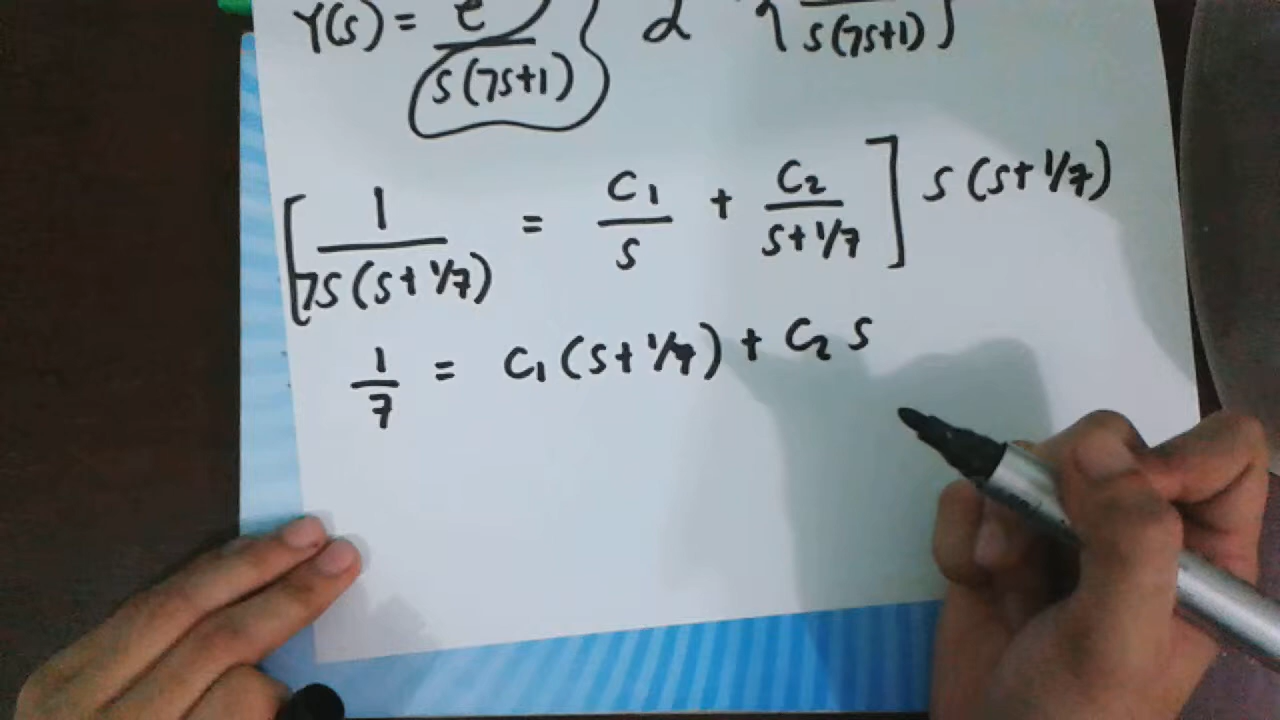 Y(s) = e / s(7s+1) } α { / s(7s+1) }
[ 1 / 7s(s+1/7) = C₁ / s + C₂ / s+1/7 ] s(s+1/7)
1/7 = C₁(s+1/7) + C₂ s